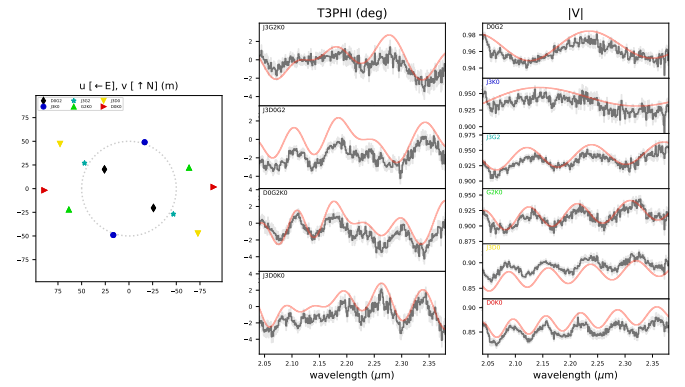 T3PHI (deg)
|V|
u [←E], v [↑N] (m)
D0G2
J3K0
J3G2
G2K0
J3D0
D0K0
75
50
25
0
−25
−50
−75
75 50 25 0 −25 −50 −75
J3G2K0
4
2
0
−2
J3D0G2
2
0
−2
−4
D0G2K0
4
2
0
−2
−4
J3D0K0
4
2
0
−2
−4
2.05 2.10 2.15 2.20 2.25 2.30 2.35
wavelength (μm)
D0G2
0.98
0.96
0.94
J3K0
0.950
0.925
0.900
J3G2
0.950
0.925
0.900
G2K0
0.950
0.925
0.900
0.875
J3D0
0.90
0.85
D0K0
0.90
0.85
2.05 2.10 2.15 2.20 2.25 2.30 2.35
wavelength (μm)